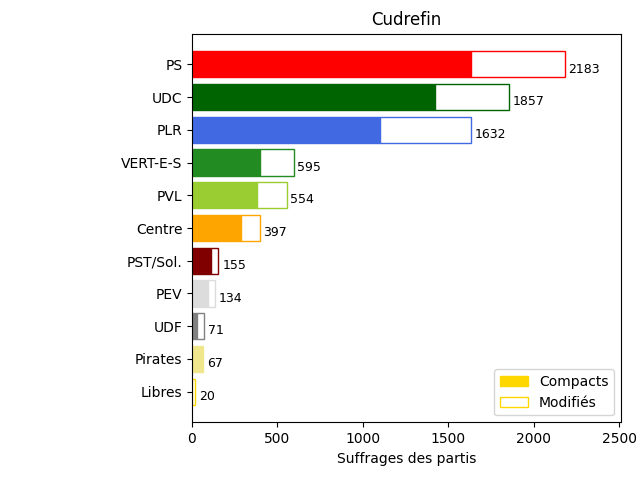 Cudrefin
PS 2183
UDC 1857
PLR 1632
VERT-E-S 595
PVL 554
Centre 397
PST/Sol. 155
PEV 134
UDF 71
Pirates 67
Libres 20
Compacts
Modifiés
0 500 1000 1500 2000 2500
Suffrages des partis